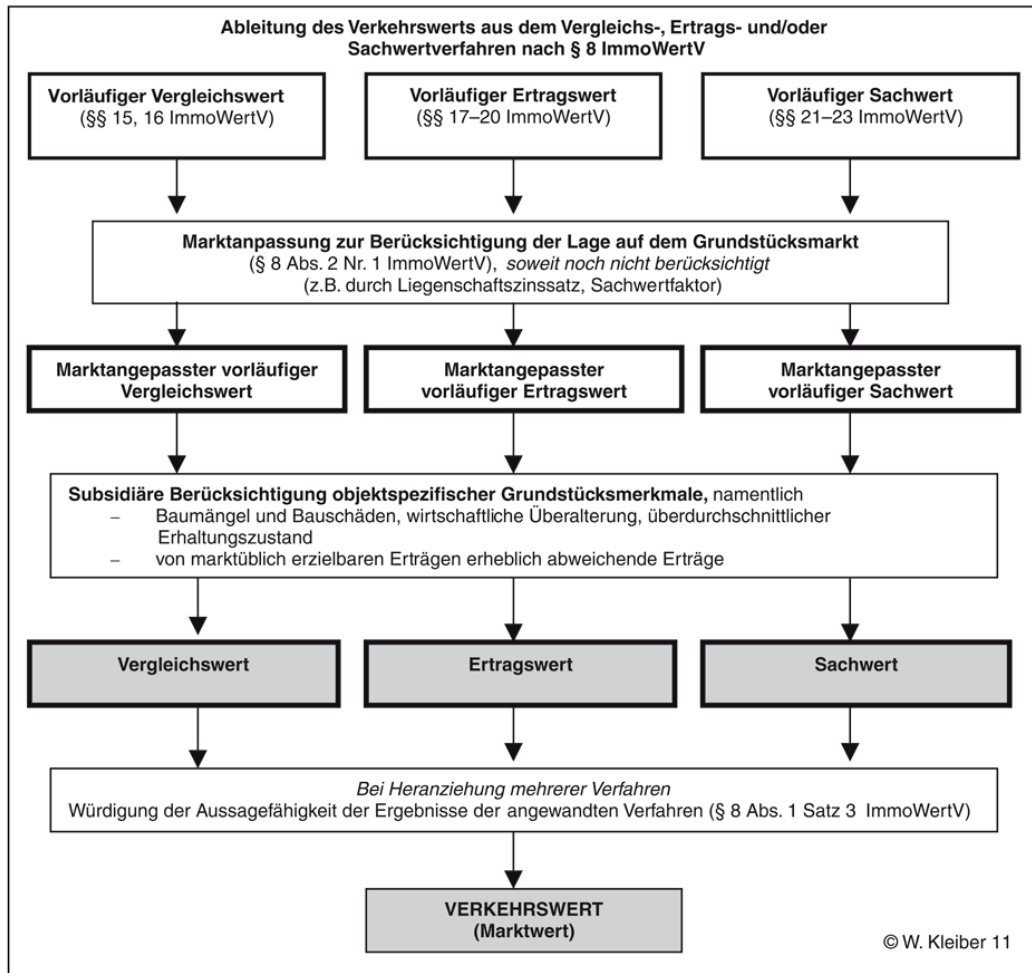 Ableitung des Verkehrswerts aus dem Vergleichs-, Ertrags- und/oder
Sachwertverfahren nach § 8 ImmoWertV
Vorläufiger Vergleichswert
(§§ 15, 16 ImmoWertV)
Vorläufiger Ertragswert
(§§ 17–20 ImmoWertV)
Vorläufiger Sachwert
(§§ 21–23 ImmoWertV)
Marktanpassung zur Berücksichtigung der Lage auf dem Grundstücksmarkt
(§ 8 Abs. 2 Nr. 1 ImmoWertV), soweit noch nicht berücksichtigt
(z.B. durch Liegenschaftszinssatz, Sachwertfaktor)
Marktangepasster vorläufiger
Vergleichswert
Marktangepasster
vorläufiger Ertragswert
Marktangepasster
vorläufiger Sachwert
Subsidiäre Berücksichtigung objektspezifischer Grundstücksmerkmale, namentlich
– Baumängel und Bauschäden, wirtschaftliche Überalterung, überdurchschnittlicher
Erhaltungszustand
– von marktüblich erzielbaren Erträgen erheblich abweichende Erträge
Vergleichswert
Ertragswert
Sachwert
Bei Heranziehung mehrerer Verfahren
Würdigung der Aussagefähigkeit der Ergebnisse der angewandten Verfahren (§ 8 Abs. 1 Satz 3 ImmoWertV)
VERKEHRSWERT
(Marktwert)
© W. Kleiber 11